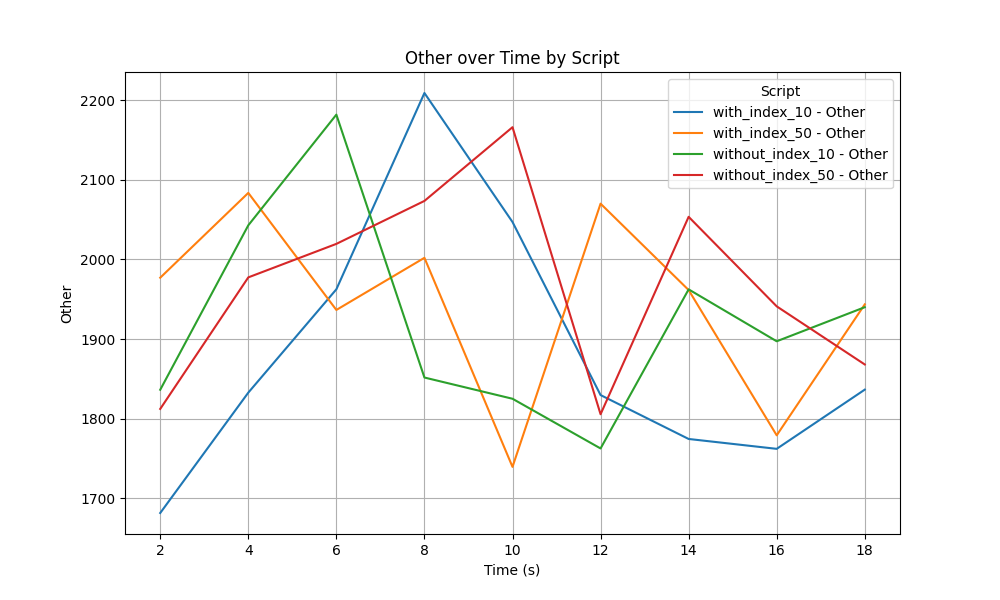 Other over Time by Script
Other
2200
2100
2000
1900
1800
1700
Script
with_index_10 - Other
with_index_50 - Other
without_index_10 - Other
without_index_50 - Other
2 4 6 8 10 12 14 16 18
Time (s)